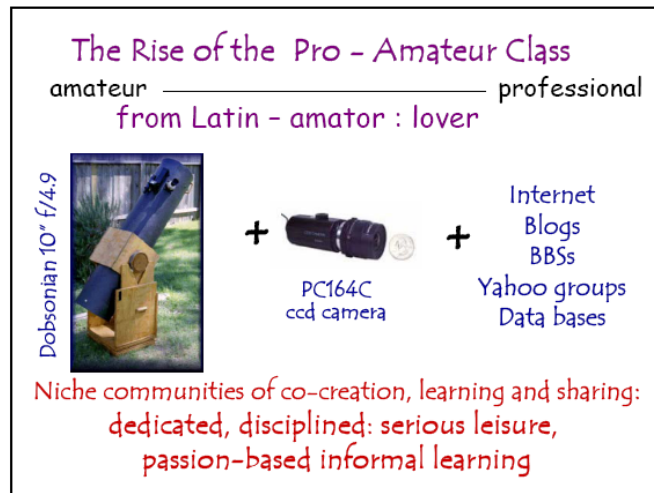 The Rise of the Pro - Amateur Class
amateur professional
from Latin – amator : lover
Dobsonian 10" f/4.9
+
PC164C
ccd camera
+
Internet
Blogs
BBSs
Yahoo groups
Data bases
Niche communities of co-creation, learning and sharing:
dedicated, disciplined: serious leisure,
passion-based informal learning